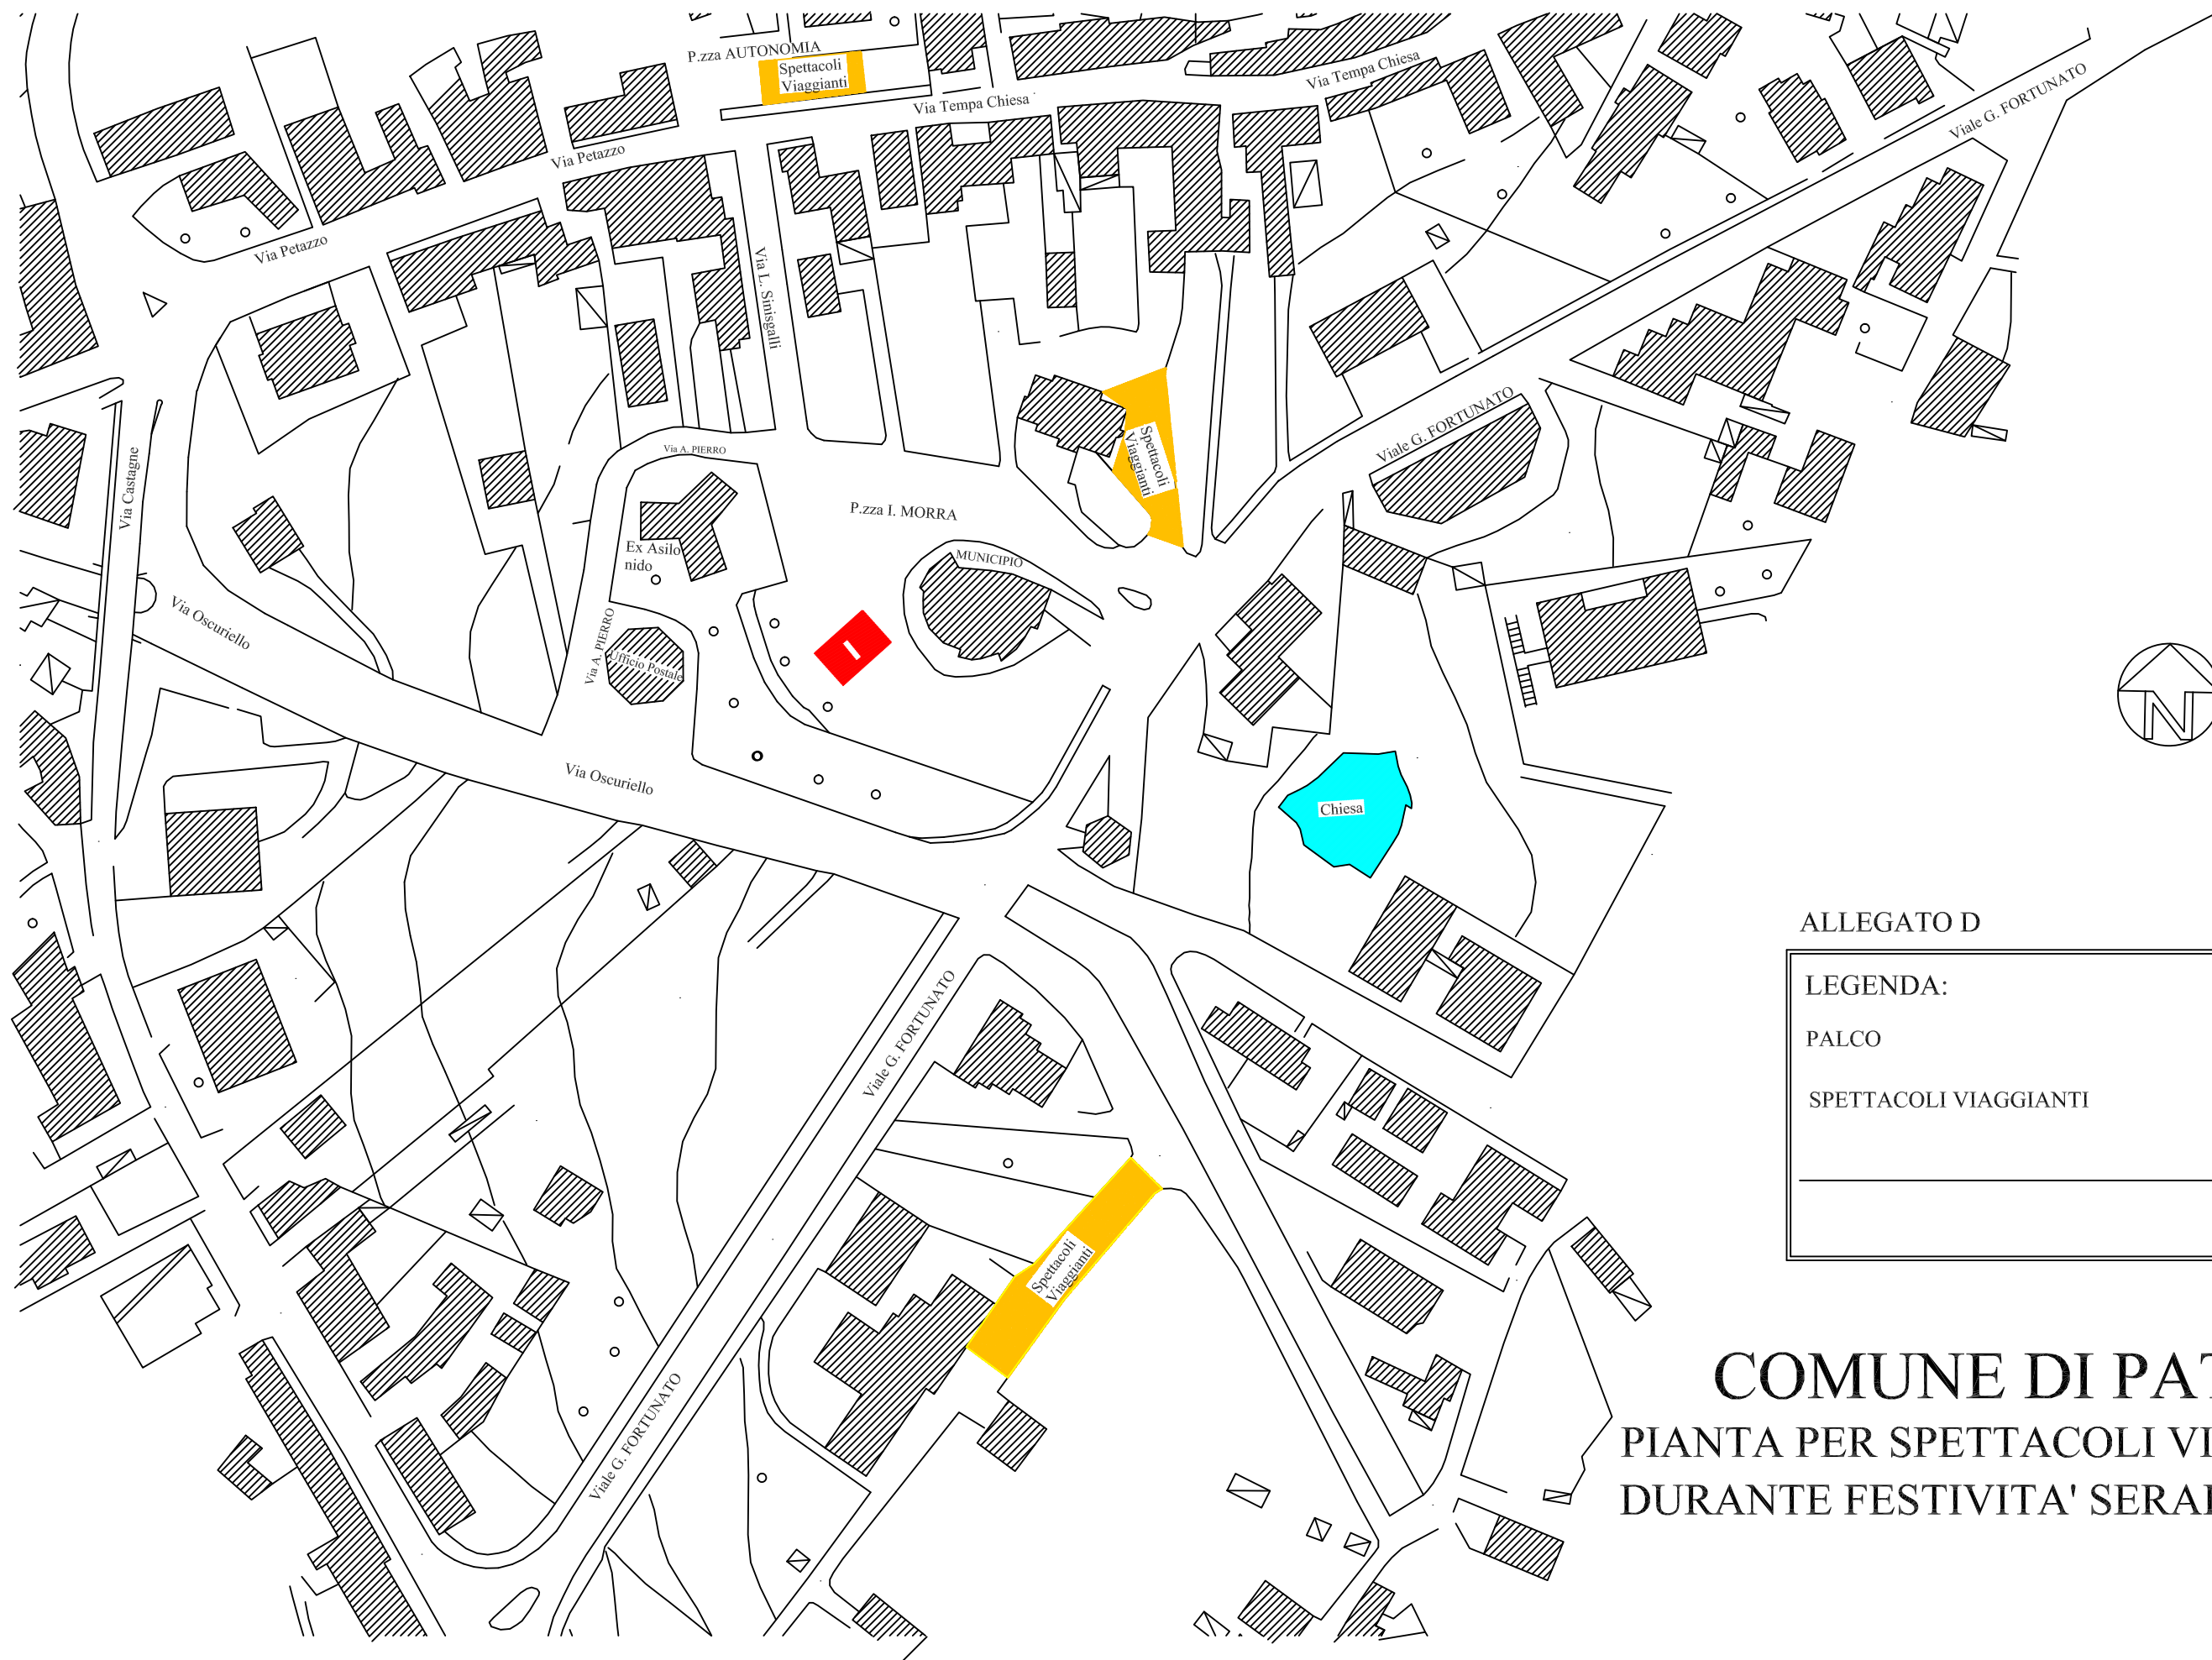 P.zza AUTONOMIA
Spettacoli
Viaggianti
Via Tempa Chiesa
Via Tempa Chiesa
Viale G. FORTUNATO
Via Petazzo
Via Petazzo
Via L. Sinisgalli
Viale G. FORTUNATO
Spettacoli
Viaggianti
Via A. PIERRO
Via Castagne
P.zza I. MORRA
Ex Asilo
nido
MUNICIPIO
Via Oscuriello
Via A. PIERRO
Ufficio Postale
I
N
Via Oscuriello
Chiesa
ALLEGATO D
LEGENDA:
PALCO
SPETTACOLI VIAGGIANTI
Viale G. FORTUNATO
Spettacoli
Viaggianti
Viale G. FORTUNATO
COMUNE DI PAT
PIANTA PER SPETTACOLI VI
DURANTE FESTIVITA' SERA